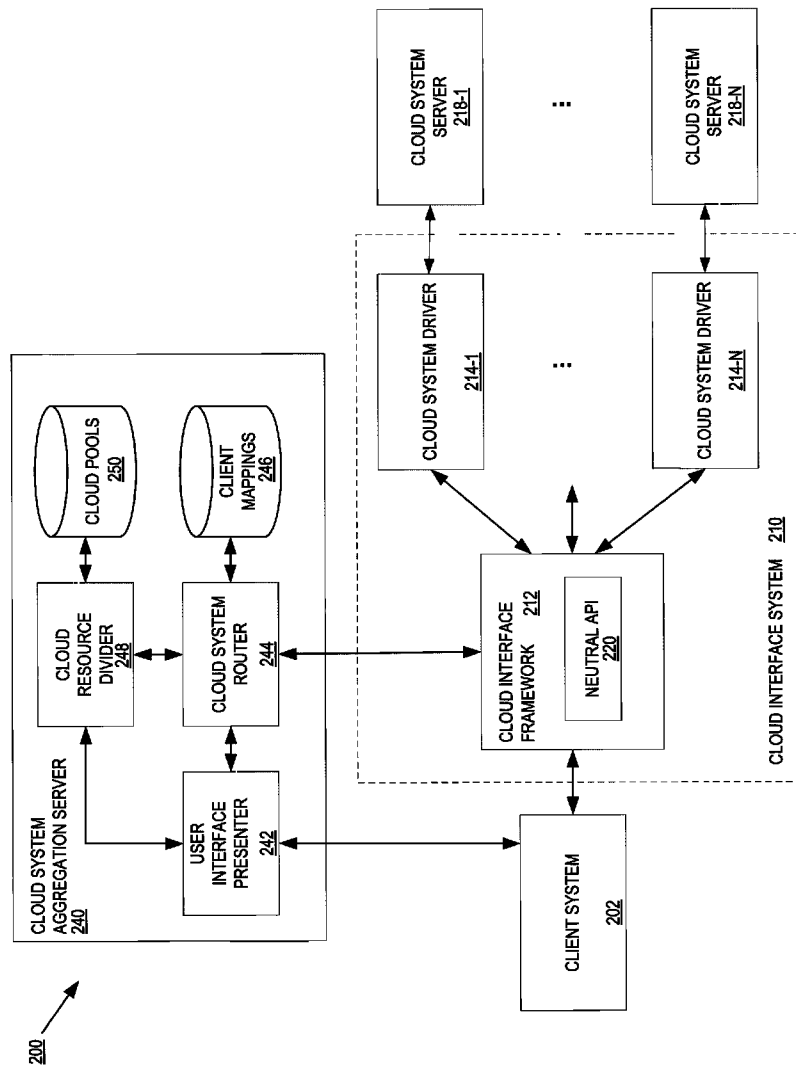 200
CLOUD SYSTEM
AGGREGATION SERVER
240
CLOUD
RESOURCE
DIVIDER
248
CLOUD POOLS
250
USER
INTERFACE
PRESENTER
242
CLOUD SYSTEM
ROUTER
244
CLIENT
MAPPINGS
246
CLIENT SYSTEM
202
CLOUD INTERFACE
FRAMEWORK 212
NEUTRAL API
220
CLOUD SYSTEM DRIVER
214-1
...
CLOUD SYSTEM DRIVER
214-N
CLOUD INTERFACE SYSTEM 210
CLOUD SYSTEM
SERVER
218-1
...
CLOUD SYSTEM
SERVER
218-N